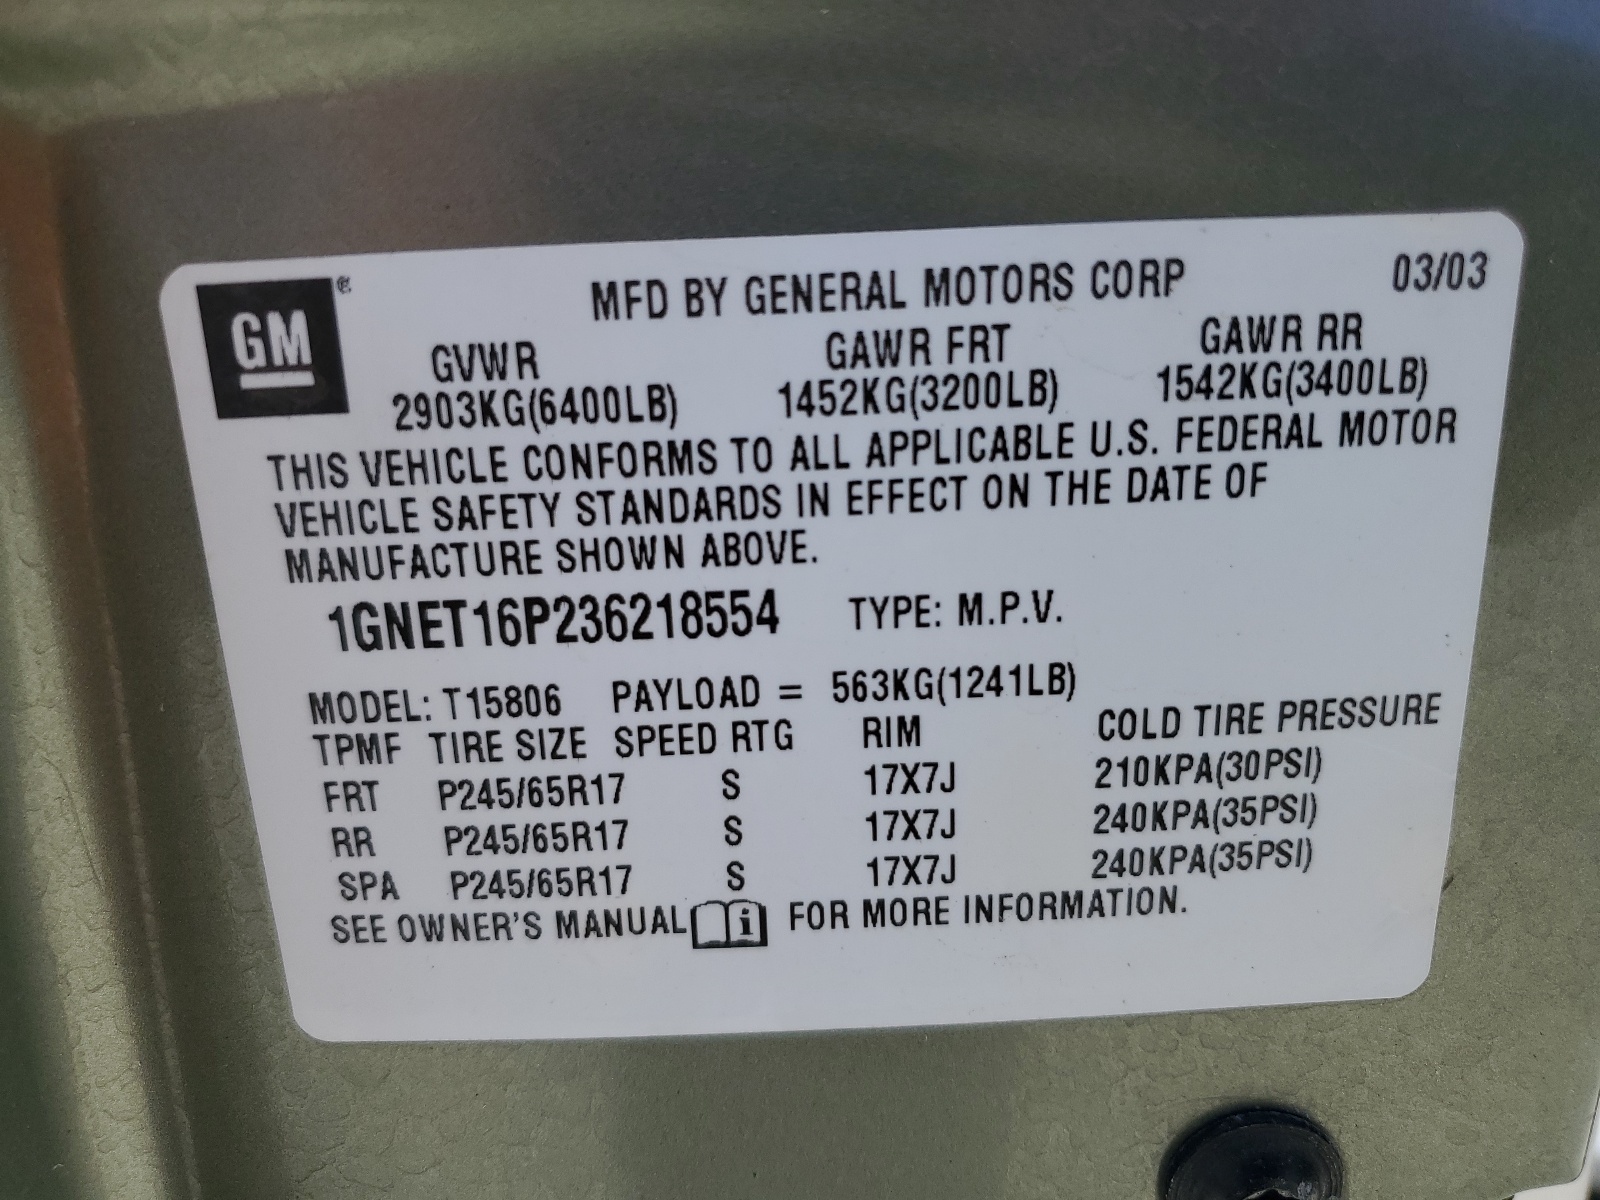 GM® MFD BY GENERAL MOTORS CORP 03/03
GVWR GAWR FRT GAWR RR
2903KG(6400LB) 1452KG(3200LB) 1542KG(3400LB)
THIS VEHICLE CONFORMS TO ALL APPLICABLE U.S. FEDERAL MOTOR
VEHICLE SAFETY STANDARDS IN EFFECT ON THE DATE OF
MANUFACTURE SHOWN ABOVE.
1GNET16P236218554 TYPE: M.P.V.
MODEL: T15806 PAYLOAD = 563KG(1241LB)
TPMF TIRE SIZE SPEED RTG RIM COLD TIRE PRESSURE
FRT P245/65R17 S 17X7J 210KPA(30PSI)
RR P245/65R17 S 17X7J 240KPA(35PSI)
SPA P245/65R17 S 17X7J 240KPA(35PSI)
SEE OWNER'S MANUAL i FOR MORE INFORMATION.